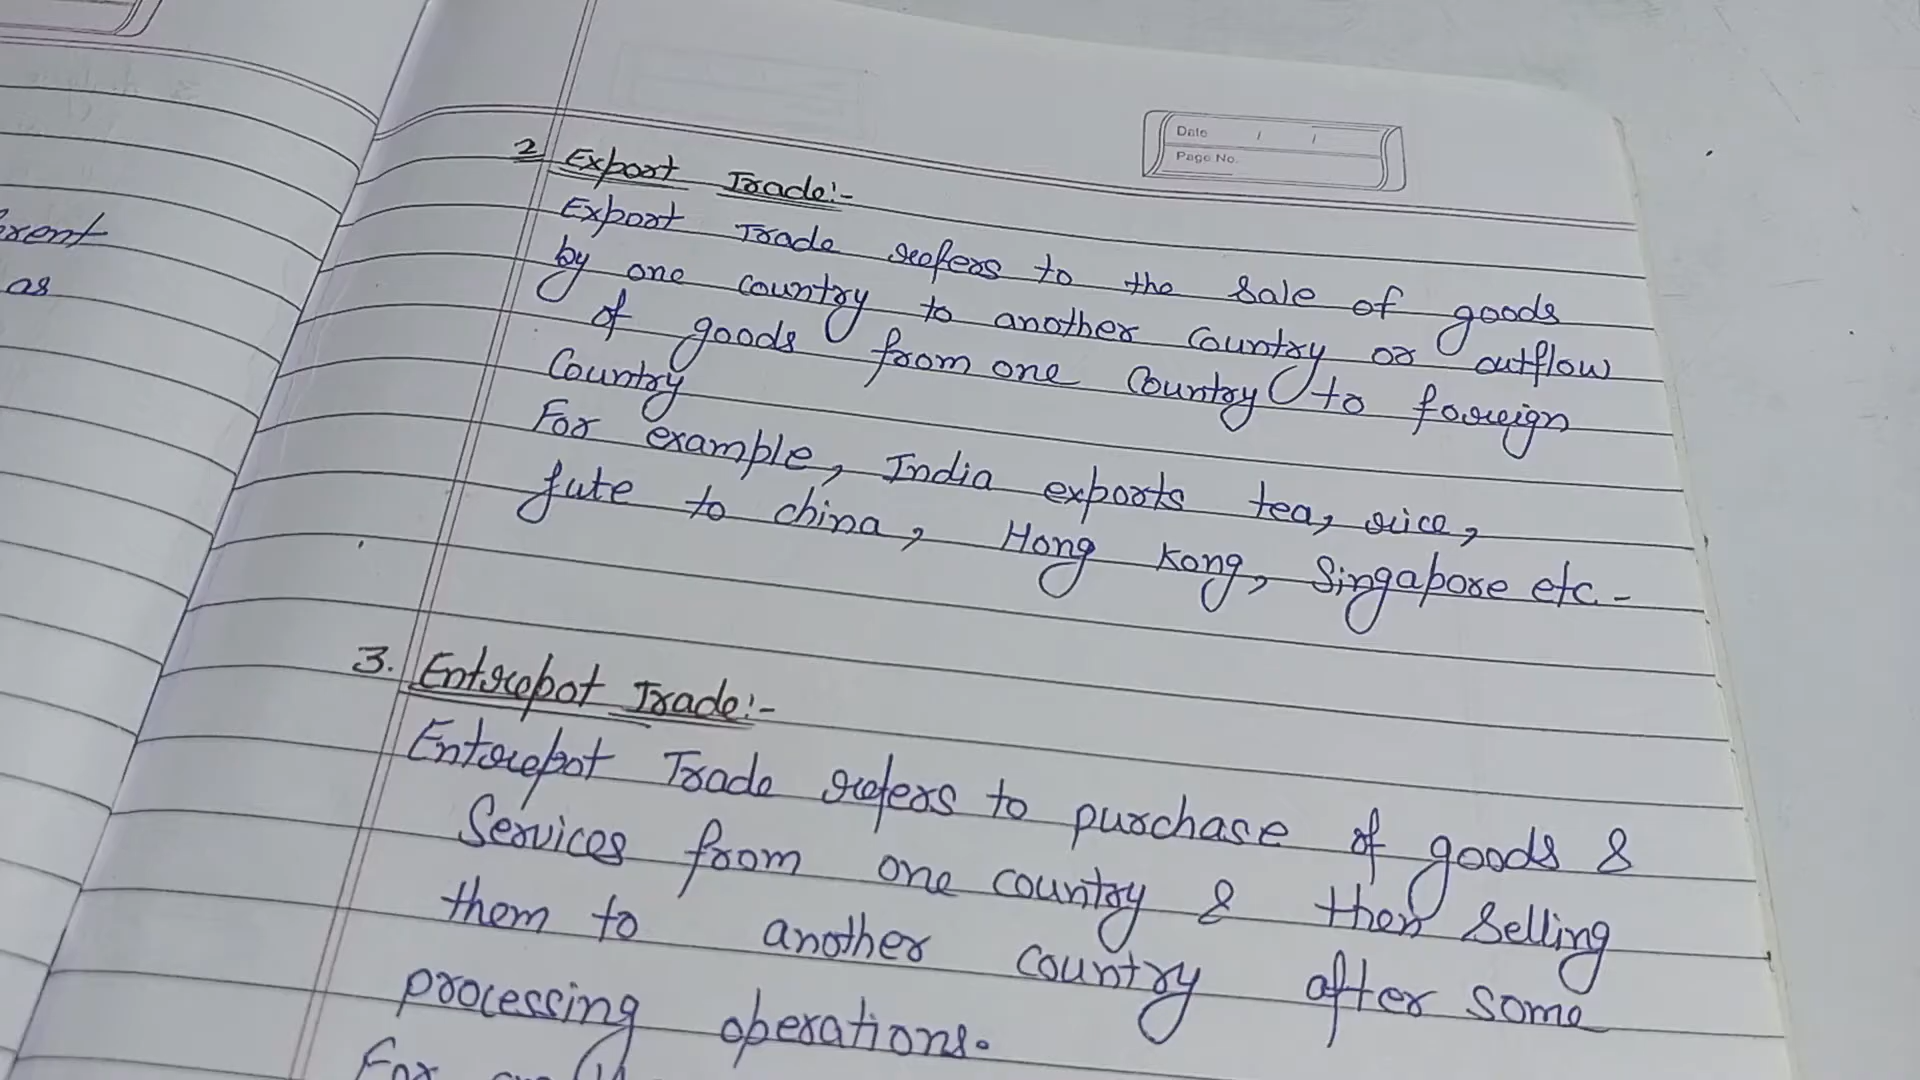 erent
as
Date / /
Page No.
2 Export Trade:-
Export Trade refers to the sale of goods
by one country to another country or outflow
of goods from one country to foreign
Country
For example, India exports tea, rice,
jute to china, Hong Kong, Singapore etc-
3. Entrepot Trade:-
Entrepot Trade refers to purchase of goods &
Services from one country & then selling
them to another country after some
processing operations.
For